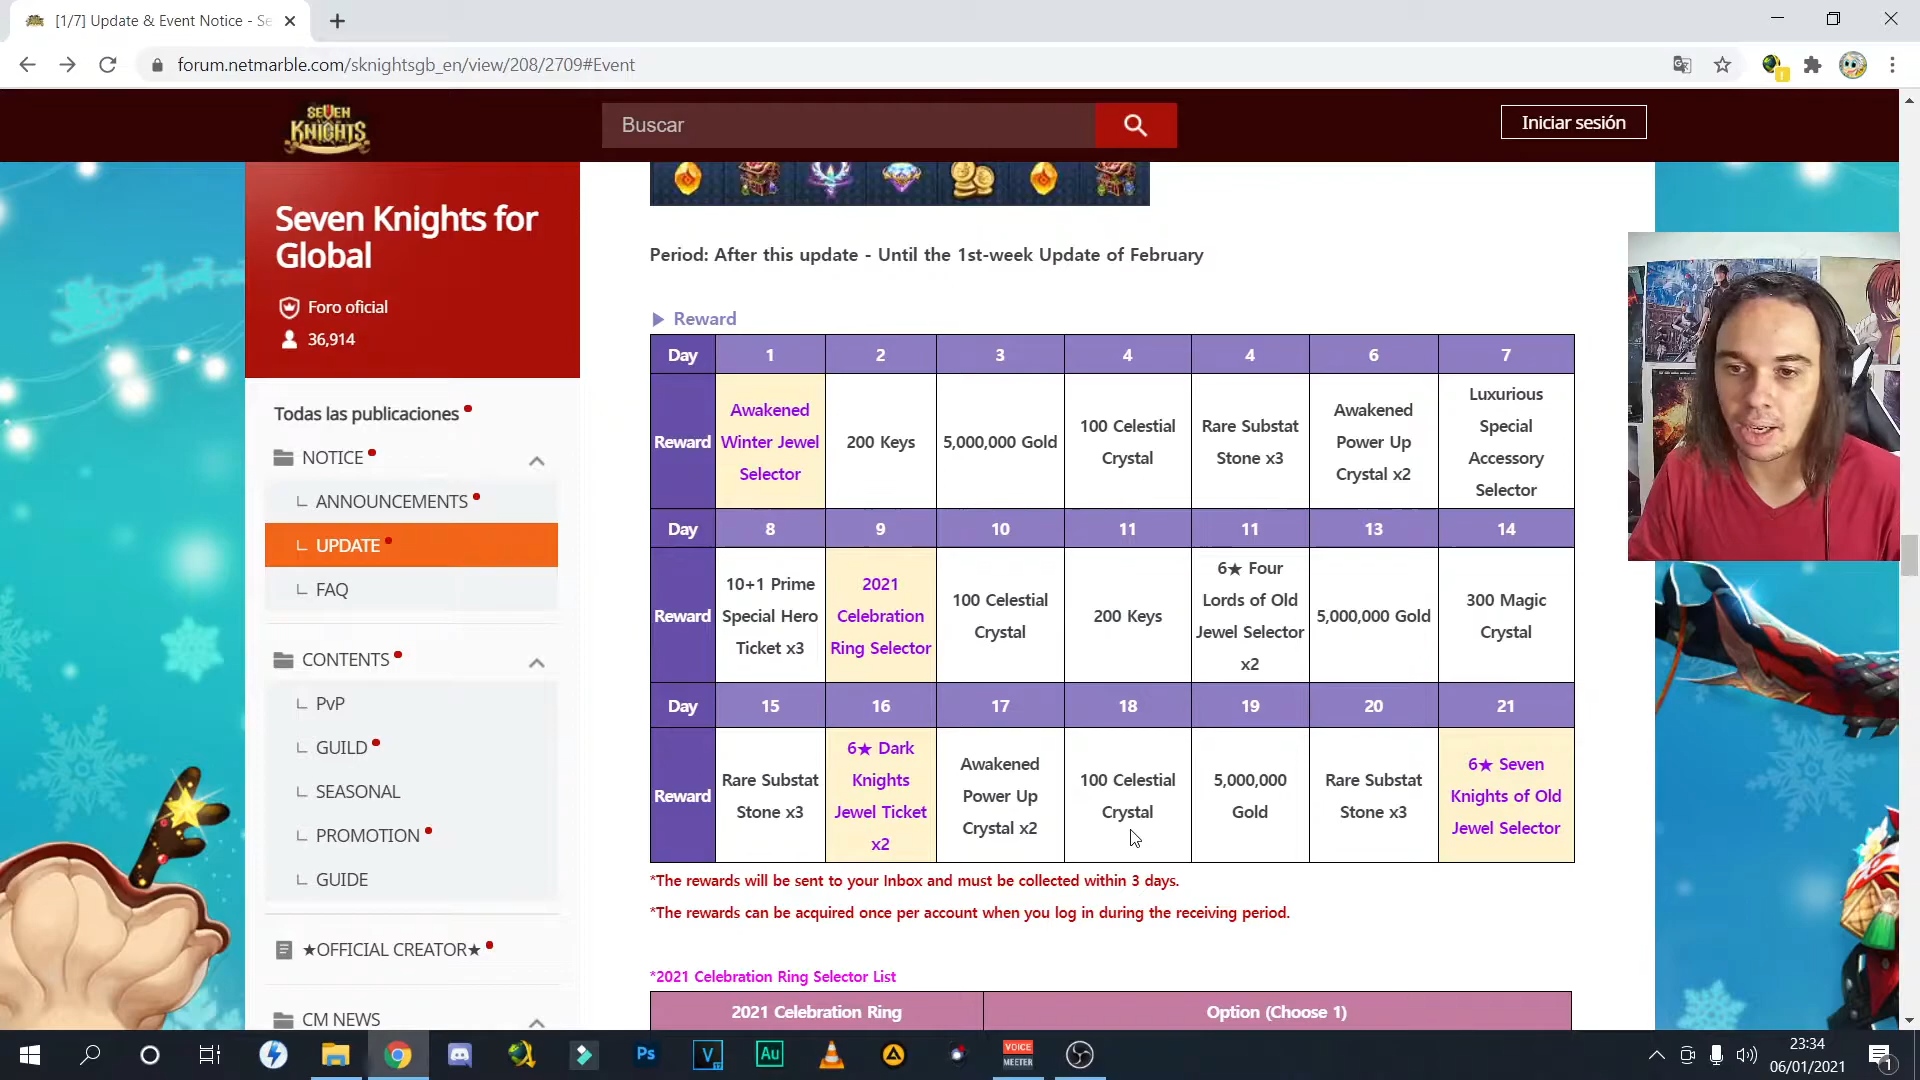 [1/7] Update & Event Notice - Se
forum.netmarble.com/sknightsgb_en/view/208/2709#Event
SEVEN
KNIGHTS
Buscar
Iniciar sesión
Seven Knights for
Global
Foro oficial
36,914
Todas las publicaciones
NOTICE
ANNOUNCEMENTS
UPDATE
FAQ
CONTENTS
PvP
GUILD
SEASONAL
PROMOTION
GUIDE
★OFFICIAL CREATOR★
CM NEWS
Period: After this update - Until the 1st-week Update of February
▶ Reward
Day 1 2 3 4 4 6 7
Reward
Awakened
Winter Jewel
Selector
200 Keys
5,000,000 Gold
100 Celestial
Crystal
Rare Substat
Stone x3
Awakened
Power Up
Crystal x2
Luxurious
Special
Accessory
Selector
Day 8 9 10 11 11 13 14
Reward
10+1 Prime
Special Hero
Ticket x3
2021
Celebration
Ring Selector
100 Celestial
Crystal
200 Keys
6★ Four
Lords of Old
Jewel Selector
x2
5,000,000 Gold
300 Magic
Crystal
Day 15 16 17 18 19 20 21
Reward
Rare Substat
Stone x3
6★ Dark
Knights
Jewel Ticket
x2
Awakened
Power Up
Crystal x2
100 Celestial
Crystal
5,000,000
Gold
Rare Substat
Stone x3
6★ Seven
Knights of Old
Jewel Selector
*The rewards will be sent to your Inbox and must be collected within 3 days.
*The rewards can be acquired once per account when you log in during the receiving period.
*2021 Celebration Ring Selector List
2021 Celebration Ring
Option (Choose 1)
Ps
V
Au
VOICE
MEETER
23:34
06/01/2021
1